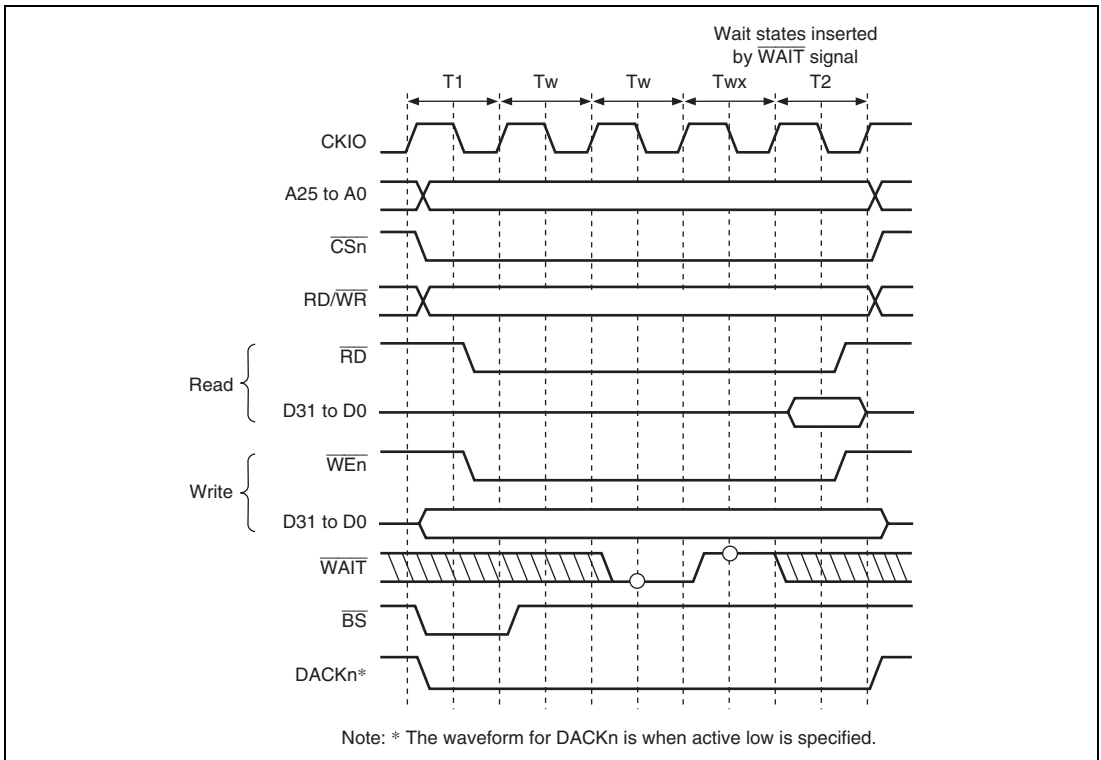 Wait states inserted
by WAIT signal
T1 Tw Tw Twx T2
CKIO
A25 to A0
CSn
RD/WR
RD
Read
D31 to D0
WEn
Write
D31 to D0
WAIT
BS
DACKn*
Note: * The waveform for DACKn is when active low is specified.